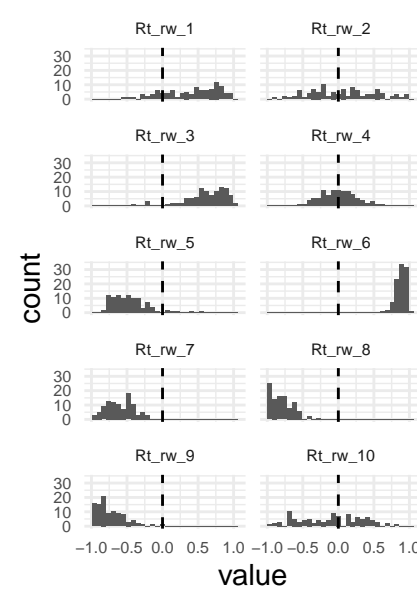 Rt_rw_1 Rt_rw_2
30
20
10
0
Rt_rw_3 Rt_rw_4
30
20
10
0
Rt_rw_5 Rt_rw_6
30
20
10
0
Rt_rw_7 Rt_rw_8
30
20
10
0
Rt_rw_9 Rt_rw_10
30
20
10
0
count
−1.0 −0.5 0.0 0.5 1.0 −1.0 −0.5 0.0 0.5 1.0
value